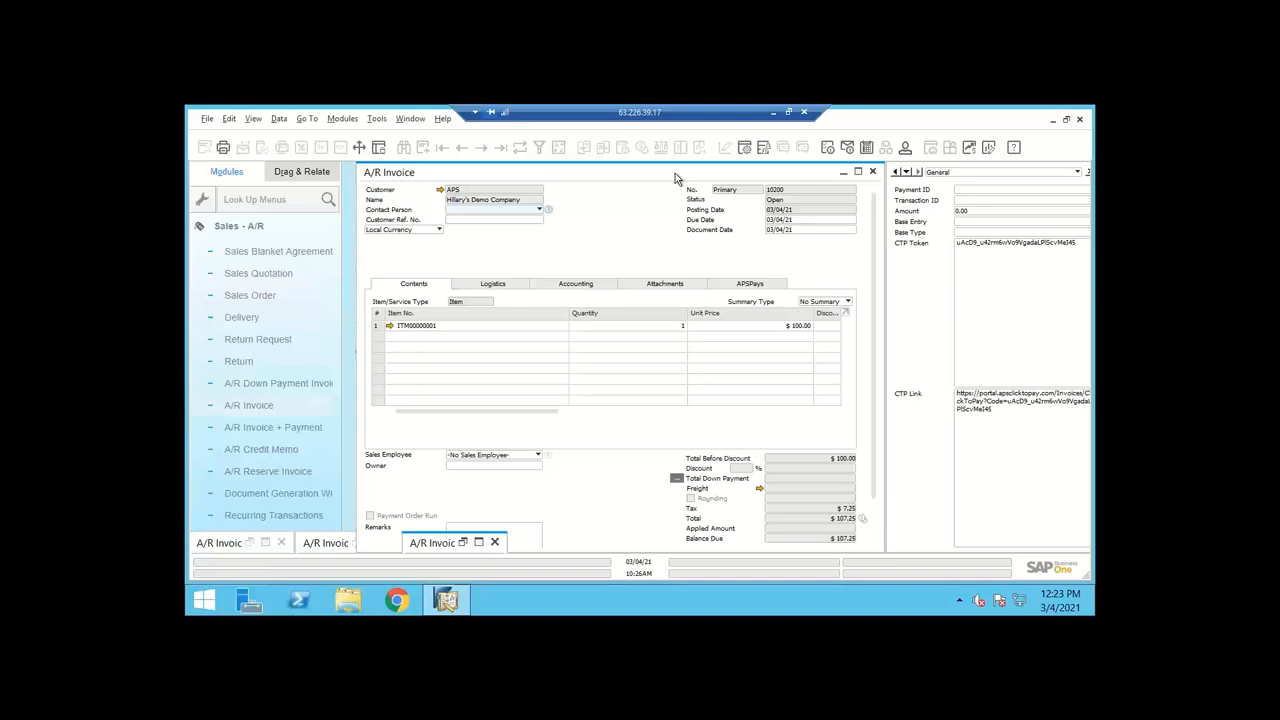 63.226.39.17
File Edit View Data Go To Modules Tools Window Help
Modules
Drag & Relate
Look Up Menus
Sales - A/R
Sales Blanket Agreement
Sales Quotation
Sales Order
Delivery
Return Request
Return
A/R Down Payment Invoi
A/R Invoice
A/R Invoice + Payment
A/R Credit Memo
A/R Reserve Invoice
Document Generation Wi
Recurring Transactions
A/R Invoice
Customer APS
Name Hillary's Demo Company
Contact Person
Customer Ref. No.
Local Currency
No. Primary 10200
Status Open
Posting Date 03/04/21
Due Date 03/04/21
Document Date 03/04/21
Contents Logistics Accounting Attachments APSPays
Item/Service Type Item
Summary Type No Summary
# Item No. Quantity Unit Price Disco...
1 ITM00000001 1 $ 100.00
Sales Employee -No Sales Employee-
Owner
Payment Order Run
Remarks
Total Before Discount $ 100.00
Discount %
Total Down Payment
Freight
Rounding
Tax $ 7.25
Total $ 107.25
Applied Amount
Balance Due $ 107.25
General
Payment ID
Transaction ID
Amount 0.00
Base Entry
Base Type
CTP Token
CTP Link
A/R Invoic
A/R Invoic
A/R Invoic
03/04/21
10:26AM
SAP Business One
12:23 PM
3/4/2021